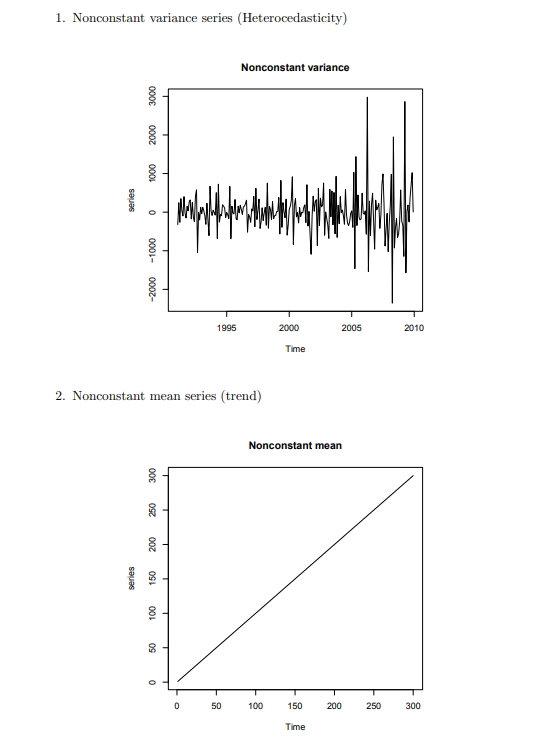 1. Nonconstant variance series (Heterocedasticity)
Nonconstant variance
series
3000
2000
1000
0
−1000
−2000
1995 2000 2005 2010
Time
2. Nonconstant mean series (trend)
Nonconstant mean
series
300
250
200
150
100
50
0
0 50 100 150 200 250 300
Time